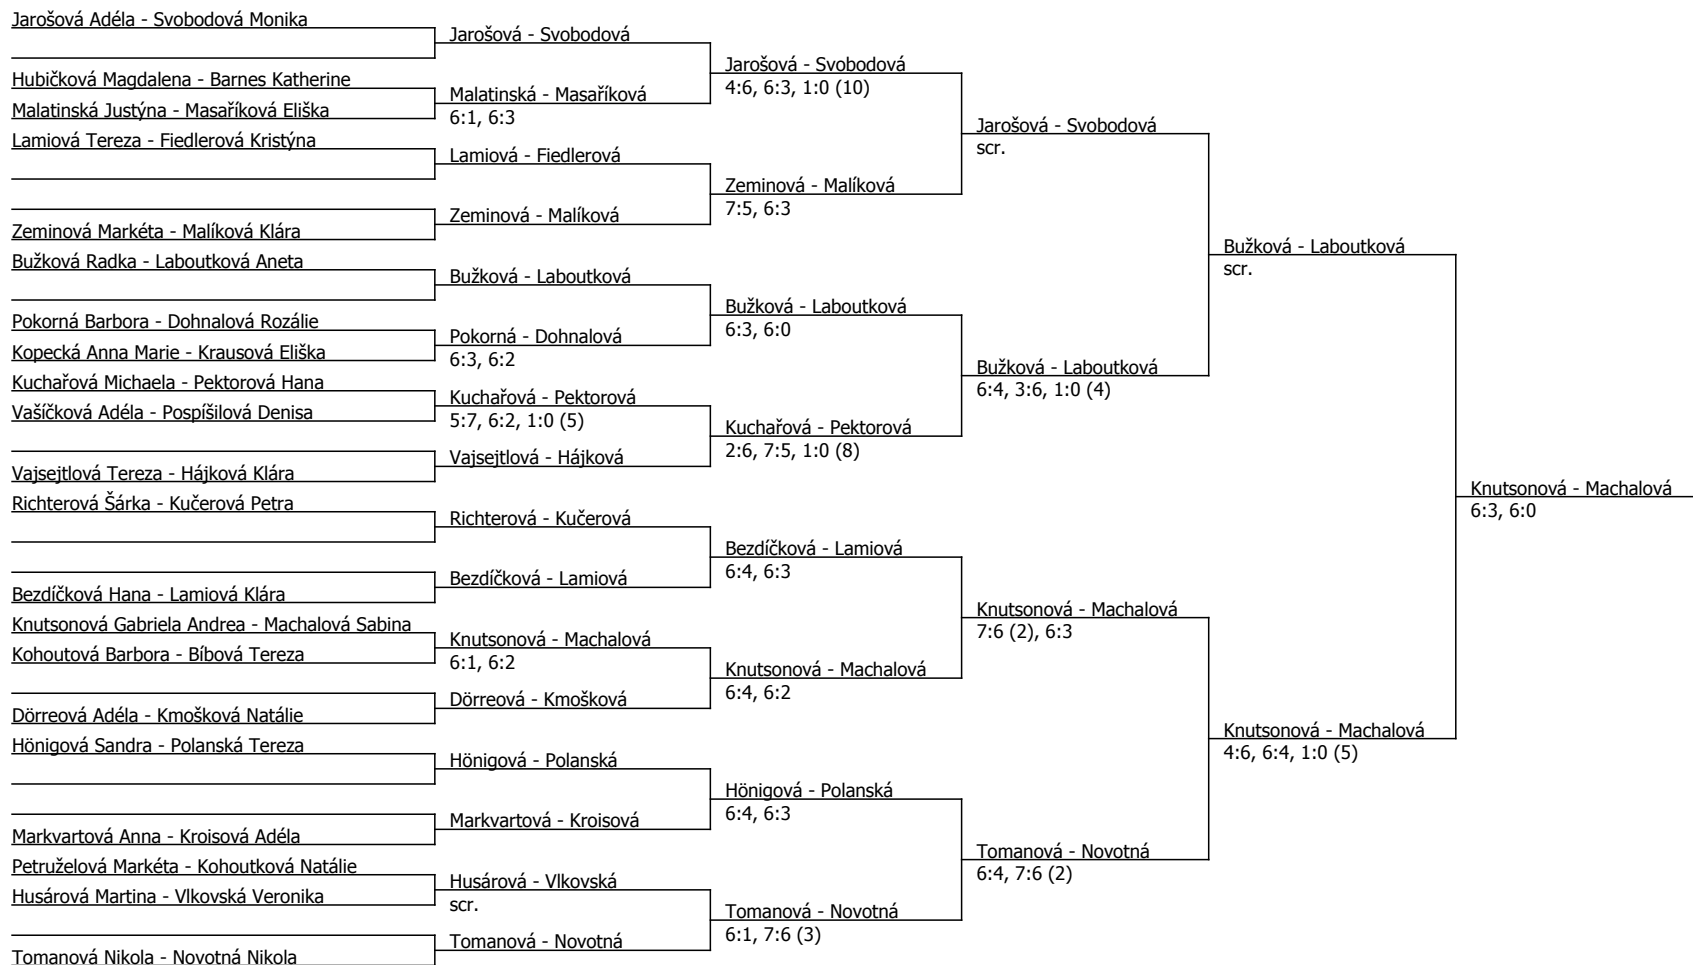 Jarošová Adéla - Svobodová Monika
Hubičková Magdalena - Barnes Katherine
Malatinská Justýna - Masaříková Eliška
Lamiová Tereza - Fiedlerová Kristýna
Zeminová Markéta - Malíková Klára
Bužková Radka - Laboutková Aneta
Pokorná Barbora - Dohnalová Rozálie
Kopecká Anna Marie - Krausová Eliška
Kuchařová Michaela - Pektorová Hana
Vašíčková Adéla - Pospíšilová Denisa
Vajsejtlová Tereza - Hájková Klára
Richterová Šárka - Kučerová Petra
Bezdíčková Hana - Lamiová Klára
Knutsonová Gabriela Andrea - Machalová Sabina
Kohoutová Barbora - Bíbová Tereza
Dörreová Adéla - Kmošková Natálie
Hönigová Sandra - Polanská Tereza
Markvartová Anna - Kroisová Adéla
Petruželová Markéta - Kohoutková Natálie
Husárová Martina - Vlkovská Veronika
Tomanová Nikola - Novotná Nikola
Jarošová - Svobodová
Malatinská - Masaříková
6:1, 6:3
Lamiová - Fiedlerová
Zeminová - Malíková
Bužková - Laboutková
Pokorná - Dohnalová
6:3, 6:2
Kuchařová - Pektorová
5:7, 6:2, 1:0 (5)
Vajsejtlová - Hájková
Richterová - Kučerová
Bezdíčková - Lamiová
Knutsonová - Machalová
6:1, 6:2
Dörreová - Kmošková
Hönigová - Polanská
Markvartová - Kroisová
Husárová - Vlkovská
scr.
Tomanová - Novotná
Jarošová - Svobodová
4:6, 6:3, 1:0 (10)
Zeminová - Malíková
7:5, 6:3
Bužková - Laboutková
6:3, 6:0
Kuchařová - Pektorová
2:6, 7:5, 1:0 (8)
Bezdíčková - Lamiová
6:4, 6:3
Knutsonová - Machalová
6:4, 6:2
Hönigová - Polanská
6:4, 6:3
Tomanová - Novotná
6:1, 7:6 (3)
Jarošová - Svobodová
scr.
Bužková - Laboutková
6:4, 3:6, 1:0 (4)
Knutsonová - Machalová
7:6 (2), 6:3
Tomanová - Novotná
6:4, 7:6 (2)
Bužková - Laboutková
scr.
Knutsonová - Machalová
4:6, 6:4, 1:0 (5)
Knutsonová - Machalová
6:3, 6:0